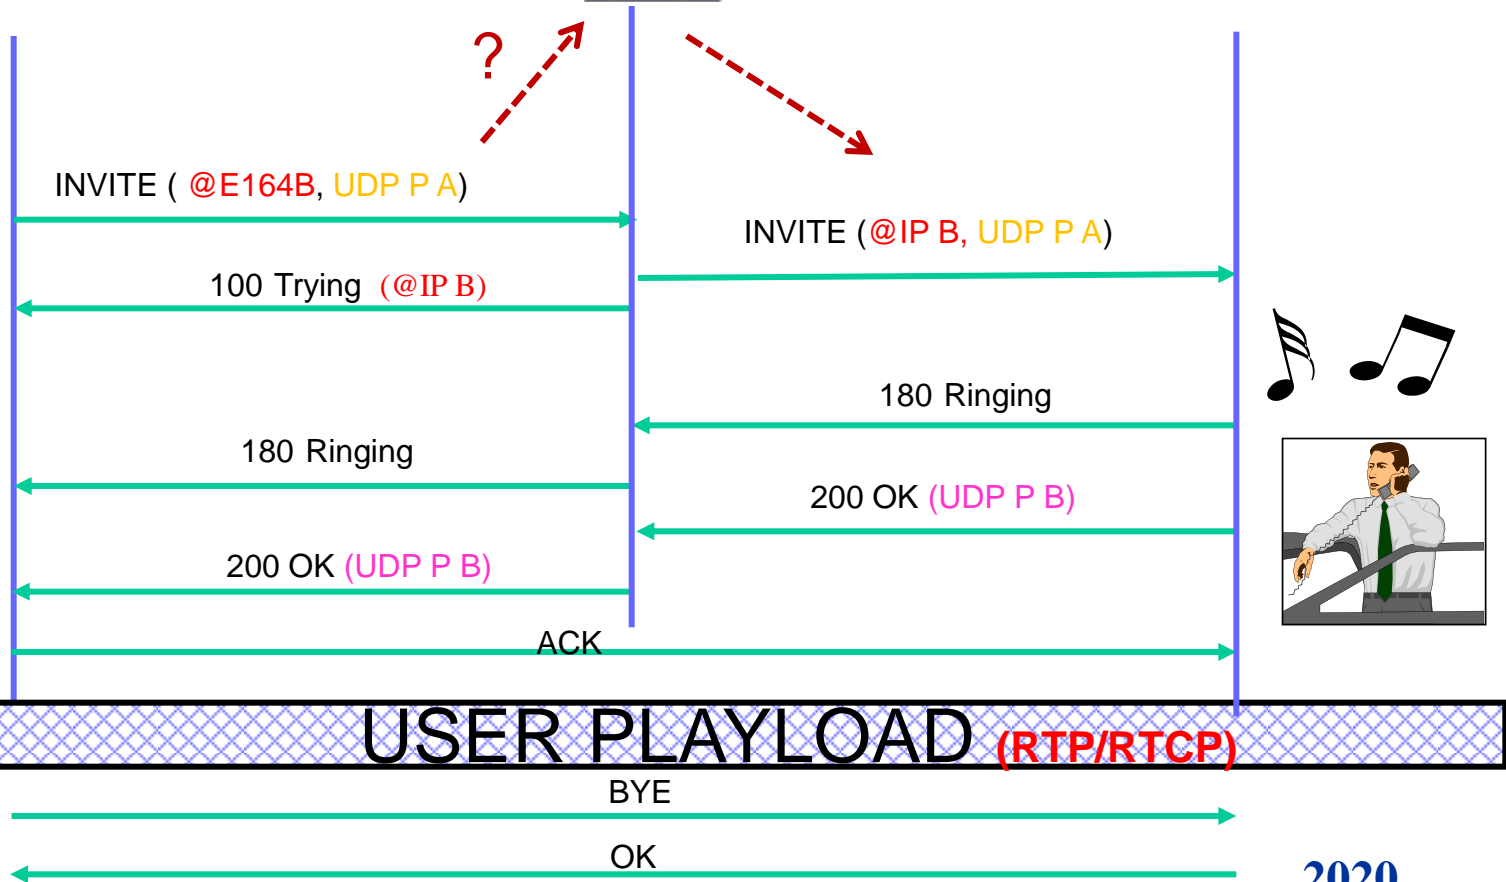 ?
INVITE ( @E164B, UDP P A)
INVITE (@IP B, UDP P A)
100 Trying (@IP B)
180 Ringing
180 Ringing
200 OK (UDP P B)
200 OK (UDP P B)
ACK
USER PLAYLOAD (RTP/RTCP)
BYE
OK
2020